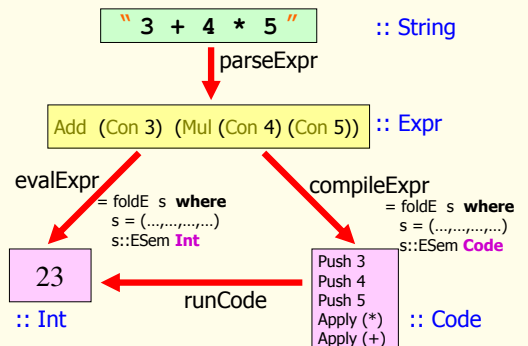 “ 3 + 4 * 5 ”
:: String
parseExpr
Add (Con 3) (Mul (Con 4) (Con 5))
:: Expr
evalExpr
= foldE s where
s = (...,...,...,...)
s::ESem Int
compileExpr
= foldE s where
s = (...,...,...,...)
s::ESem Code
23
:: Int
runCode
Push 3
Push 4
Push 5
Apply (*)
Apply (+)
:: Code